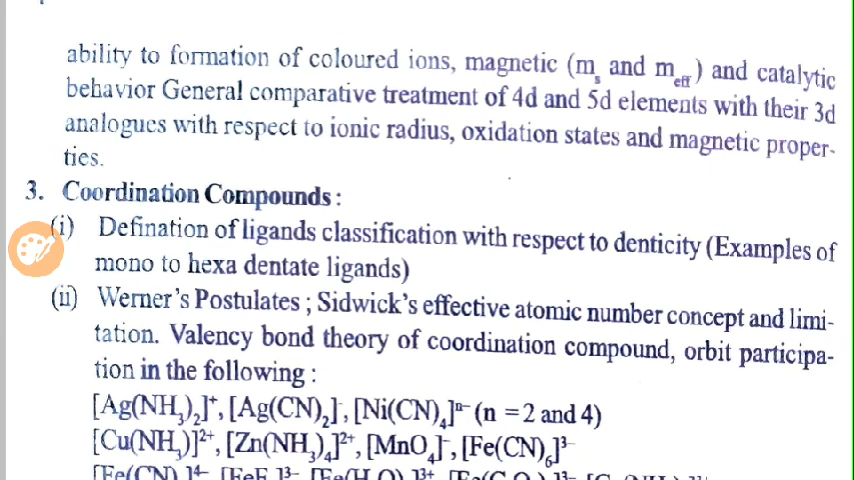 ability to formation of coloured ions, magnetic (mₛ and m_eff) and catalytic
behavior General comparative treatment of 4d and 5d elements with their 3d
analogues with respect to ionic radius, oxidation states and magnetic proper-
ties.
3. Coordination Compounds :
(i) Defination of ligands classification with respect to denticity (Examples of
mono to hexa dentate ligands)
(ii) Werner's Postulates ; Sidwick's effective atomic number concept and limi-
tation. Valency bond theory of coordination compound, orbit participa-
tion in the following :
[Ag(NH₃)₂]⁺, [Ag(CN)₂]⁻, [Ni(CN)₄]ⁿ⁻ (n = 2 and 4)
[Cu(NH₃)]²⁺, [Zn(NH₃)₄]²⁺, [MnO₄]⁻, [Fe(CN)₆]³⁻